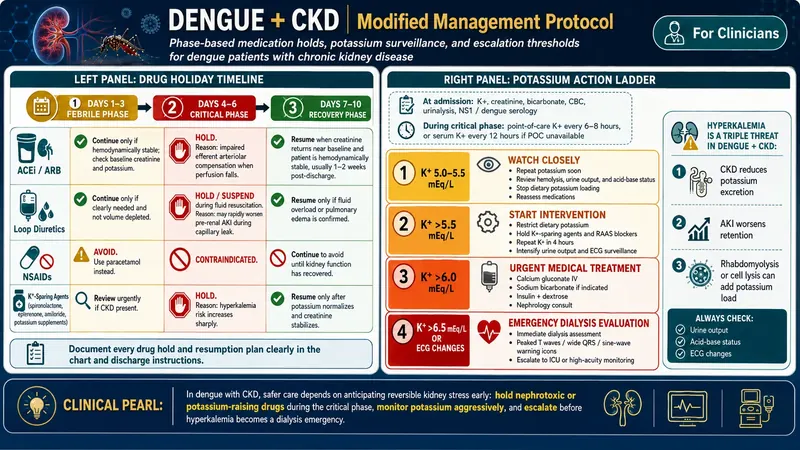 DENGUE + CKD | Modified Management Protocol
Phase-based medication holds, potassium surveillance, and escalation thresholds
for dengue patients with chronic kidney disease
For Clinicians
LEFT PANEL: DRUG HOLIDAY TIMELINE
1 DAYS 1–3
FEBRILE PHASE
2 DAYS 4–6
CRITICAL PHASE
3 DAYS 7–10
RECOVERY PHASE
ACEi / ARB
Continue only if
hemodynamically stable;
check baseline creatinine
and potassium.
HOLD.
Reason: impaired
efferent arteriolar
compensation when
perfusion falls.
Resume when creatinine
returns near baseline and
patient is hemodynamically
stable, usually 1–2 weeks
post-discharge.
Loop Diuretics
Continue only if
clearly needed and not
volume depleted.
HOLD / SUSPEND
during fluid resuscitation.
Reason: may rapidly worsen
pre-renal AKI during
capillary leak.
Resume only if fluid
overload or pulmonary
edema is confirmed.
NSAIDs
AVOID.
Use paracetamol
instead.
CONTRAINDICATED.
Continue to avoid
until kidney function
has recovered.
K⁺-Sparing Agents
(spironolactone,
eplerenone, amiloride,
potassium supplements)
Review urgently
if CKD present.
HOLD.
Reason: hyperkalemia
risk increases
sharply.
Resume only after
potassium normalizes
and creatinine
stabilizes.
Document every drug hold and resumption plan clearly in the
chart and discharge instructions.
RIGHT PANEL: POTASSIUM ACTION LADDER
At admission: K+, creatinine, bicarbonate, CBC,
urinalysis, NS1 / dengue serology
During critical phase: point-of-care K+ every 6–8 hours,
or serum K+ every 12 hours if POC unavailable
1 K⁺ 5.0–5.5
mEq/L
WATCH CLOSELY
• Repeat potassium soon
• Review hemolysis, urine output, and acid-base status
• Stop dietary potassium loading
• Reassess medications
2 K⁺ >5.5
mEq/L
START INTERVENTION
• Restrict dietary potassium
• Hold K⁺-sparing agents and RAAS blockers
• Repeat K⁺ in 4 hours
• Intensify urine output and ECG surveillance
3 K⁺ >6.0
mEq/L
URGENT MEDICAL TREATMENT
• Calcium gluconate IV
• Sodium bicarbonate if indicated
• Insulin + dextrose
• Nephrology consult
4 K⁺ >6.5 mEq/L
OR
ECG CHANGES
EMERGENCY DIALYSIS EVALUATION
• Immediate dialysis assessment
• Peaked T waves / wide QRS / sine-wave
warning icons
• Escalate to ICU or high-acuity monitoring
HYPERKALEMIA
IS A TRIPLE THREAT
IN DENGUE + CKD:
1 CKD reduces
potassium
excretion
2 AKI worsens
retention
3 Rhabdomyolysis
or cell lysis can
add potassium
load
ALWAYS CHECK:
Urine output
Acid-base status
ECG changes
CLINICAL PEARL:
In dengue with CKD, safer care depends on anticipating reversible kidney stress early: hold nephrotoxic or
potassium-raising drugs during the critical phase, monitor potassium aggressively, and escalate before
hyperkalemia becomes a dialysis emergency.